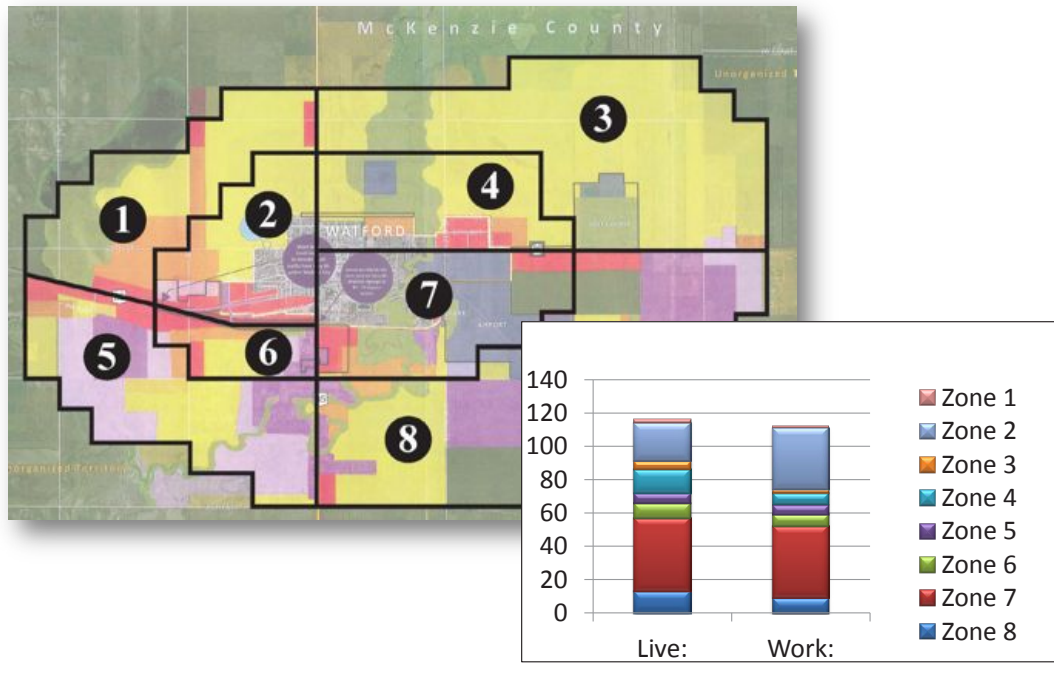 McKenzie County
Unorganized T
3
4
1
2
WATFORD
7
AIRPORT
5
6
8
Unorganized Territory
140
120
100
80
60
40
20
0
Live:
Work:
Zone 1
Zone 2
Zone 3
Zone 4
Zone 5
Zone 6
Zone 7
Zone 8